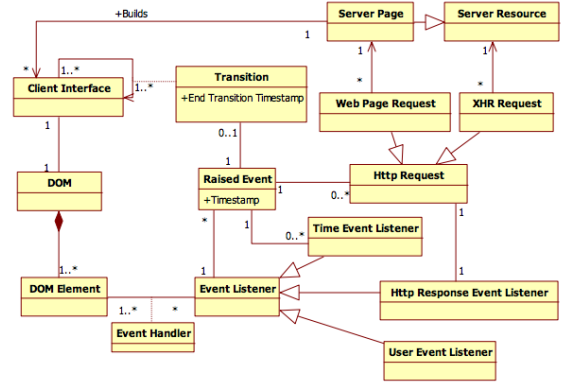 +Builds
Server Page
Server Resource
1
1
1
*
1..*
Client Interface
1..*
Transition
+End Transition Timestamp
*
*
Web Page Request
XHR Request
1
0..1
1
1
DOM
Raised Event
+Timestamp
1
0..*
Http Request
*
1
0..*
Time Event Listener
1
1..*
1
1
DOM Element
Event Listener
Http Response Event Listener
1..*
*
Event Handler
User Event Listener